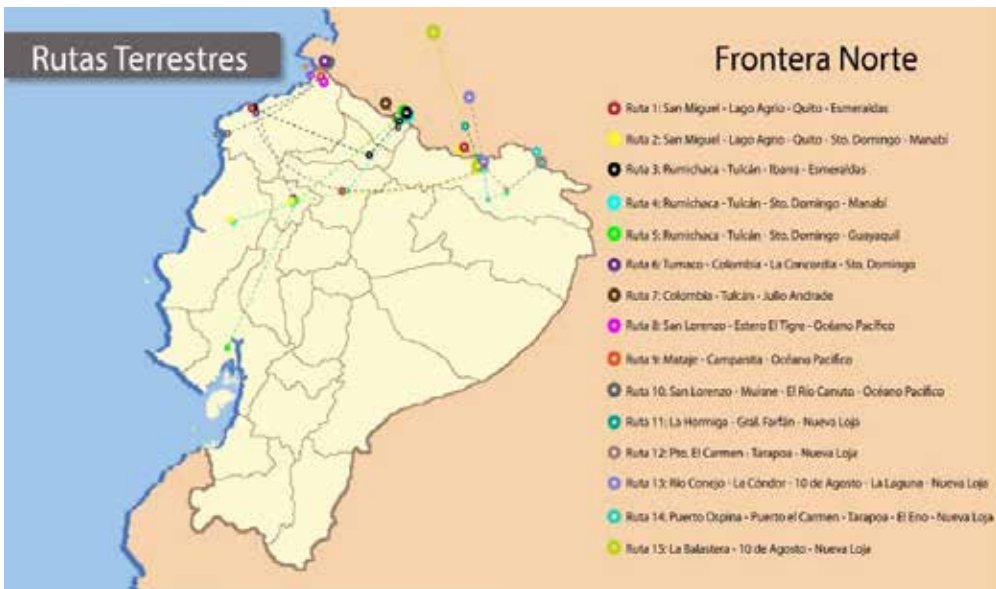 Rutas Terrestres
Frontera Norte
Ruta 1: San Miguel - Lago Agrio - Quito - Esmeraldas
Ruta 2: San Miguel - Lago Agrio - Quito - Sto. Domingo - Manabí
Ruta 3: Rumichaca - Tulcán - Ibarra - Esmeraldas
Ruta 4: Rumichaca - Tulcán - Sto. Domingo - Manabí
Ruta 5: Rumichaca - Tulcán - Sto. Domingo - Guayaquil
Ruta 6: Tumaco - Colombia - La Concordia - Sto. Domingo
Ruta 7: Colombia - Tulcán - Julio Andrade
Ruta 8: San Lorenzo - Estero El Tigre - Océano Pacífico
Ruta 9: Mataje - Campanita - Océano Pacífico
Ruta 10: San Lorenzo - Muisne - El Río Canuto - Océano Pacífico
Ruta 11: La Hormiga - Gral. Farfán - Nueva Loja
Ruta 12: Pto. El Carmen - Tarapoa - Nueva Loja
Ruta 13: Río Conejo - La Cóndor - 10 de Agosto - La Laguna - Nueva Loja
Ruta 14: Puerto Ospina - Puerto el Carmen - Tarapoa - El Eno - Nueva Loja
Ruta 15: La Balastera - 10 de Agosto - Nueva Loja